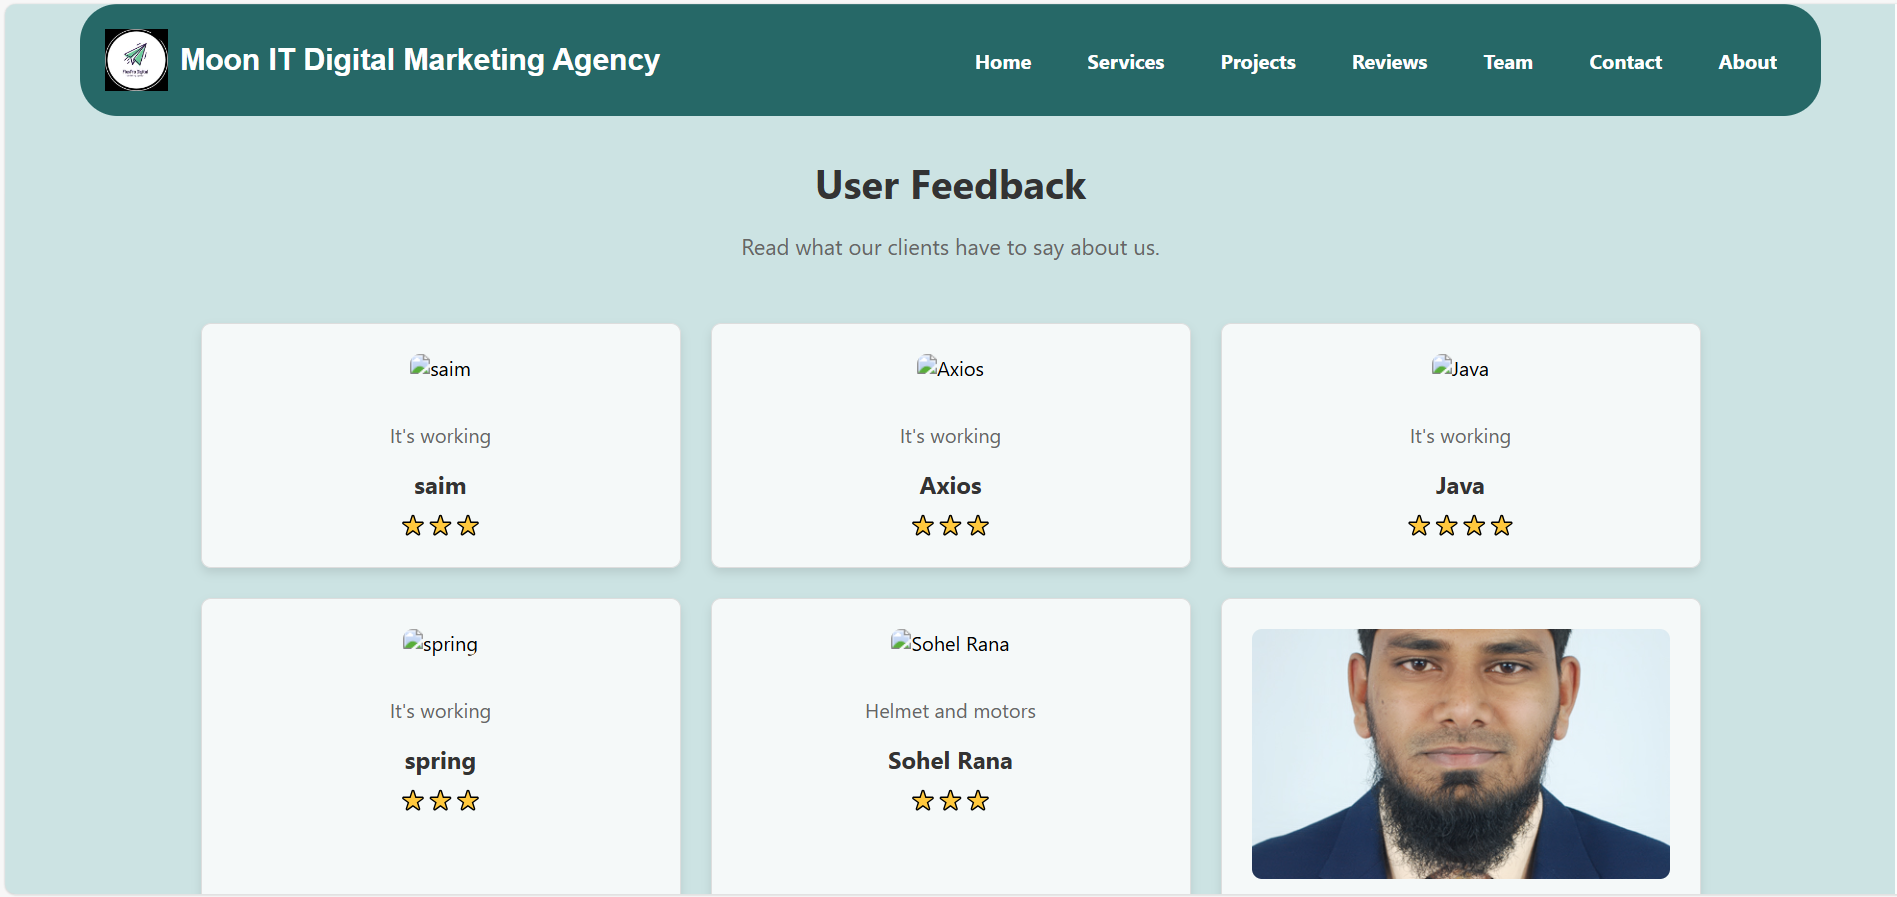 Moon IT Digital Marketing Agency
Home Services Projects Reviews Team Contact About
User Feedback
Read what our clients have to say about us.
saim
It's working
saim
Axios
It's working
Axios
Java
It's working
Java
spring
It's working
spring
Sohel Rana
Helmet and motors
Sohel Rana